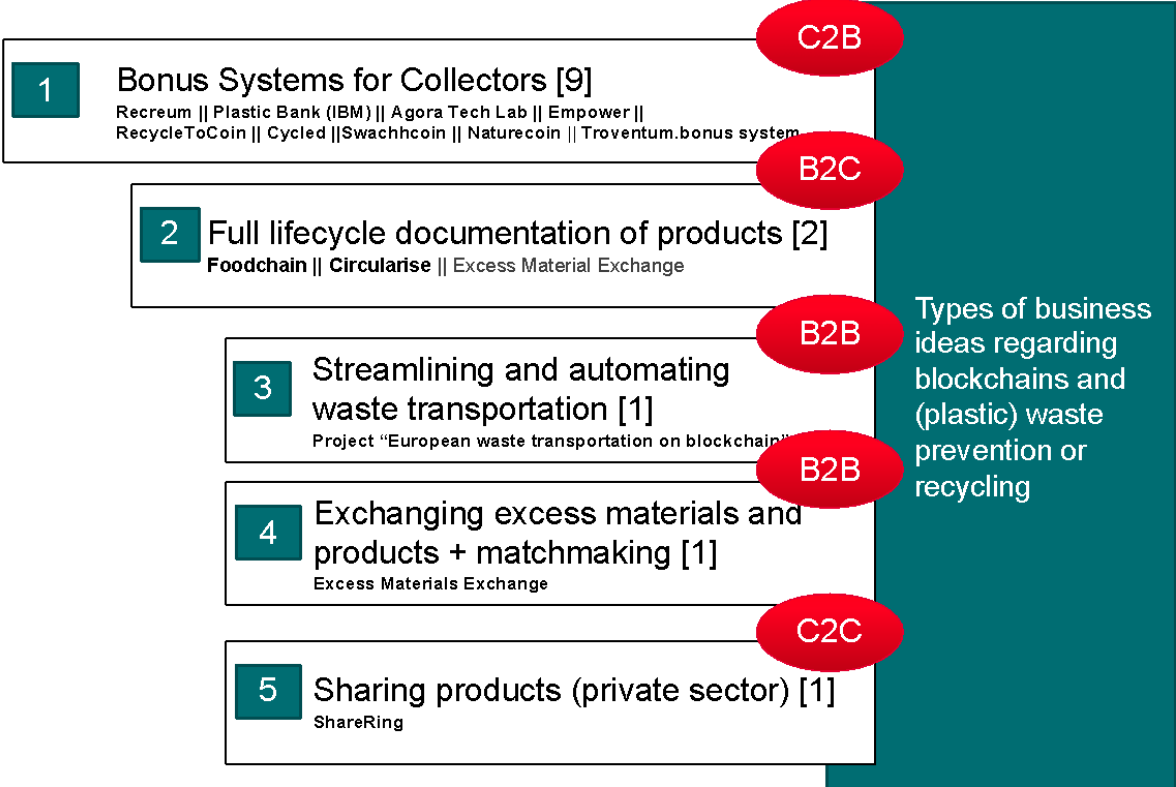 C2B
1
Bonus Systems for Collectors [9]
Recreum || Plastic Bank (IBM) || Agora Tech Lab || Empower ||
RecycleToCoin || Cycled ||Swachhcoin || Naturecoin || Troventum.bonus system
B2C
2
Full lifecycle documentation of products [2]
Foodchain || Circularise || Excess Material Exchange
B2B
3
Streamlining and automating
waste transportation [1]
Project “European waste transportation on blockchain”
B2B
4
Exchanging excess materials and
products + matchmaking [1]
Excess Materials Exchange
C2C
5
Sharing products (private sector) [1]
ShareRing
Types of business
ideas regarding
blockchains and
(plastic) waste
prevention or
recycling